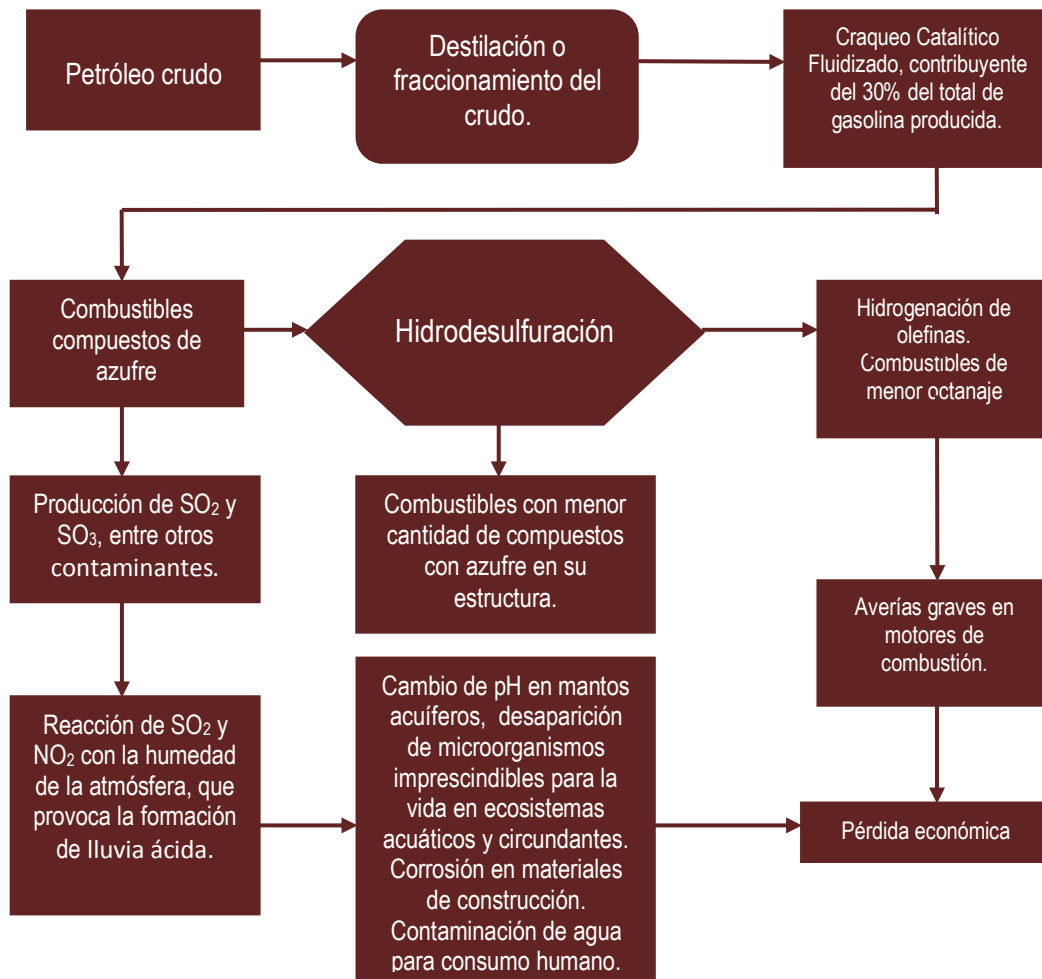 Petróleo crudo
Destilación o
fraccionamiento del
crudo.
Craqueo Catalítico
Fluidizado, contribuyente
del 30% del total de
gasolina producida.
Combustibles
compuestos de
azufre
Hidrodesulfuración
Hidrogenación de
olefinas.
Combustibles de
menor octanaje
Producción de SO₂ y
SO₃, entre otros
contaminantes.
Combustibles con menor
cantidad de compuestos
con azufre en su
estructura.
Averías graves en
motores de
combustión.
Reacción de SO₂ y
NO₂ con la humedad
de la atmósfera, que
provoca la formación
de lluvia ácida.
Cambio de pH en mantos
acuíferos, desaparición
de microorganismos
imprescindibles para la
vida en ecosistemas
acuáticos y circundantes.
Corrosión en materiales
de construcción.
Contaminación de agua
para consumo humano.
Pérdida económica